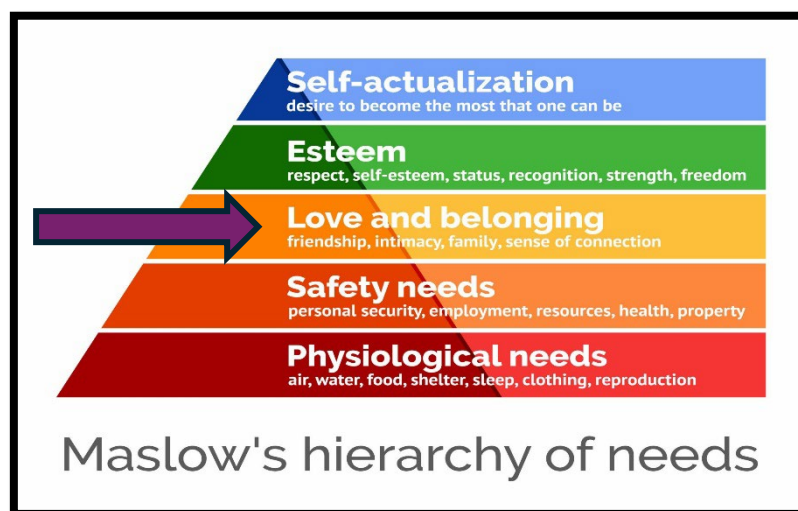 Self-actualization
desire to become the most that one can be
Esteem
respect, self-esteem, status, recognition, strength, freedom
Love and belonging
friendship, intimacy, family, sense of connection
Safety needs
personal security, employment, resources, health, property
Physiological needs
air, water, food, shelter, sleep, clothing, reproduction
Maslow's hierarchy of needs